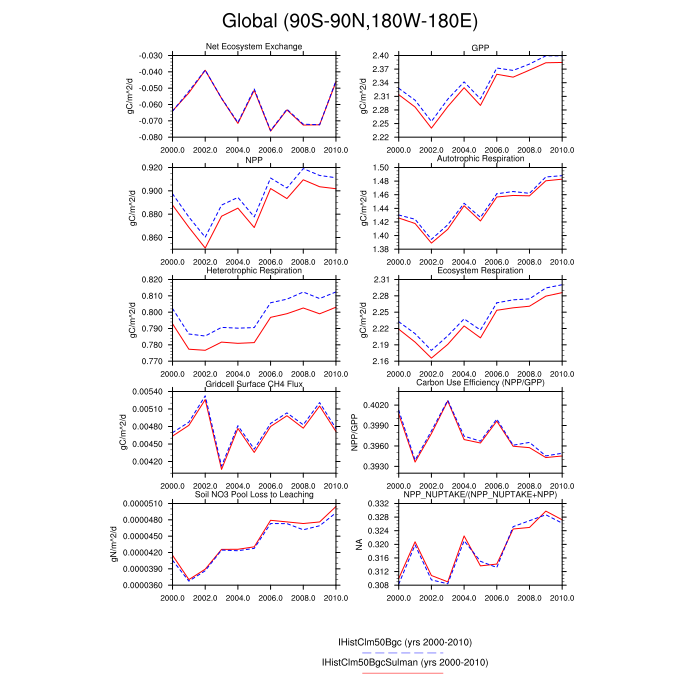 Global (90S-90N,180W-180E)
Net Ecosystem Exchange
gC/m^2/d
-0.030
-0.040
-0.050
-0.060
-0.070
-0.080
2000.0 2002.0 2004.0 2006.0 2008.0 2010.0
GPP
gC/m^2/d
2.40
2.36
2.33
2.29
2.25
2.22
2000.0 2002.0 2004.0 2006.0 2008.0 2010.0
NPP
gC/m^2/d
0.920
0.900
0.880
0.860
2000.0 2002.0 2004.0 2006.0 2008.0 2010.0
Autotrophic Respiration
gC/m^2/d
1.50
1.48
1.46
1.44
1.42
1.40
1.38
2000.0 2002.0 2004.0 2006.0 2008.0 2010.0
Heterotrophic Respiration
gC/m^2/d
0.820
0.810
0.800
0.790
0.780
0.770
2000.0 2002.0 2004.0 2006.0 2008.0 2010.0
Ecosystem Respiration
gC/m^2/d
2.31
2.28
2.25
2.22
2.19
2.16
2000.0 2002.0 2004.0 2006.0 2008.0 2010.0
Gridcell Surface CH4 Flux
gC/m^2/d
0.00540
0.00510
0.00480
0.00450
0.00420
2000.0 2002.0 2004.0 2006.0 2008.0 2010.0
Carbon Use Efficiency (NPP/GPP)
NPP/GPP
0.4020
0.3990
0.3960
0.3930
2000.0 2002.0 2004.0 2006.0 2008.0 2010.0
Soil NO3 Pool Loss to Leaching
gN/m^2/d
0.0000510
0.0000480
0.0000450
0.0000420
0.0000390
0.0000360
2000.0 2002.0 2004.0 2006.0 2008.0 2010.0
NPP_NUPTAKE/(NPP_NUPTAKE+NPP)
NA
0.332
0.328
0.324
0.320
0.316
0.312
0.308
2000.0 2002.0 2004.0 2006.0 2008.0 2010.0
IHistClm50Bgc (yrs 2000-2010)
IHistClm50BgcSulman (yrs 2000-2010)